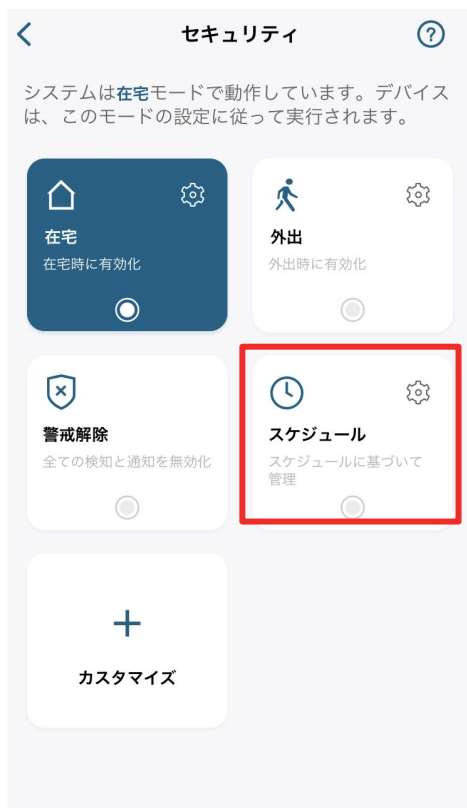 セキュリティ
?
システムは在宅モードで動作しています。デバイス
は、このモードの設定に従って実行されます。
在宅
在宅時に有効化
外出
外出時に有効化
警戒解除
全ての検知と通知を無効化
スケジュール
スケジュールに基づいて
管理
カスタマイズ